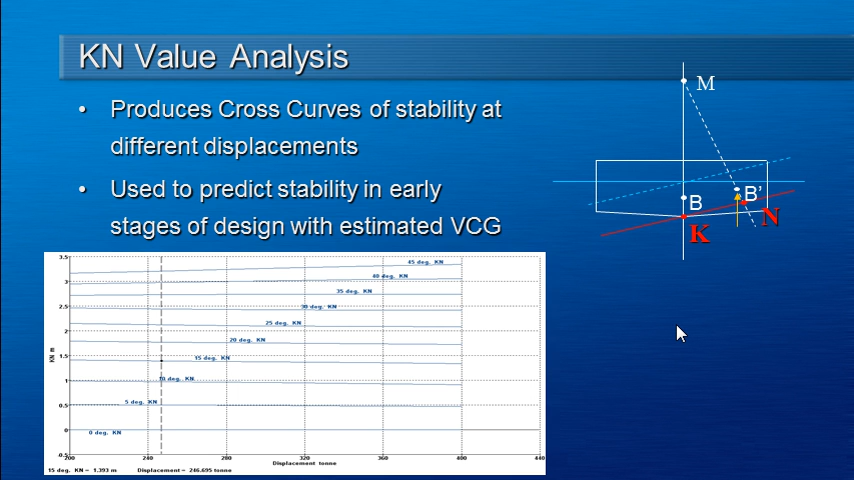 KN Value Analysis
• Produces Cross Curves of stability at
different displacements
• Used to predict stability in early
stages of design with estimated VCG
M
B
B’
K
N
3.5
3
2.5
2
1.5
1
0.5
0
-0.5
KN m
45 deg. KN
40 deg. KN
35 deg. KN
30 deg. KN
25 deg. KN
20 deg. KN
15 deg. KN
10 deg. KN
5 deg. KN
0 deg. KN
200 240 280 320 360 400 440
Displacement tonne
15 deg. KN = 1.393 m Displacement = 246.695 tonne